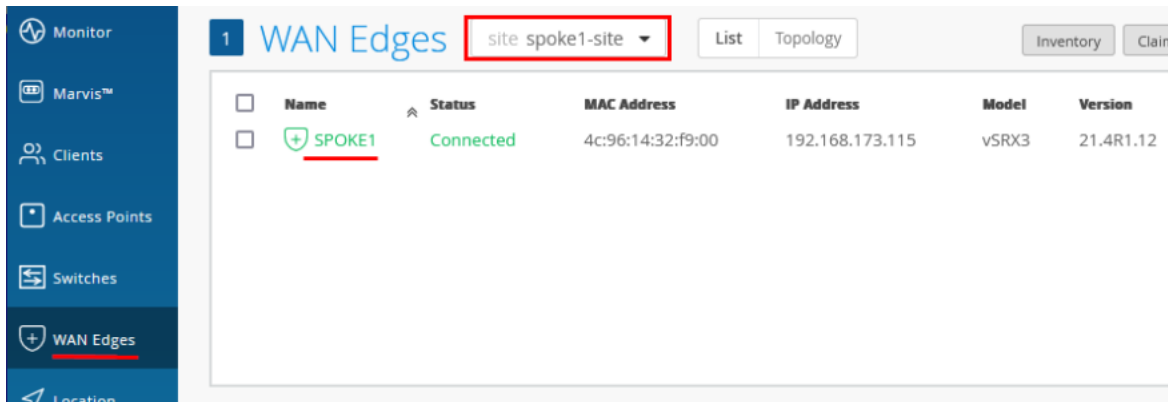 Monitor
Marvis™
Clients
Access Points
Switches
WAN Edges
Location
1 WAN Edges site spoke1-site List Topology Inventory
Name Status MAC Address IP Address Model Version
SPOKE1 Connected 4c:96:14:32:f9:00 192.168.173.115 vSRX3 21.4R1.12